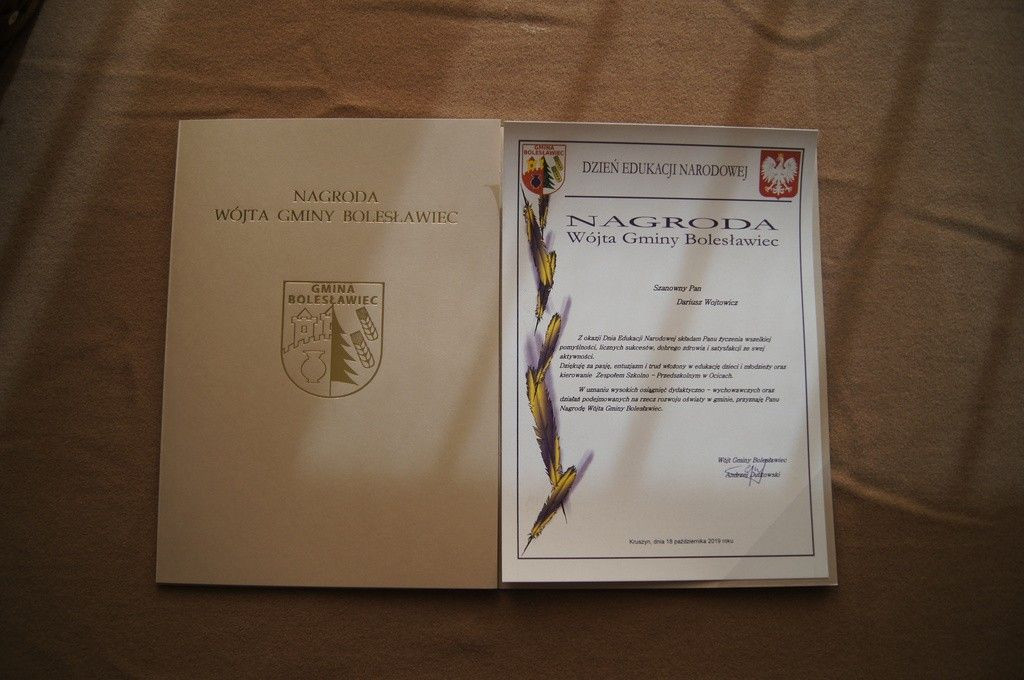 NAGRODA
WÓJTA GMINY BOLESŁAWIEC
GMINA
BOLESŁAWIEC
GMINA
BOLESŁAWIEC
DZIEŃ EDUKACJI NARODOWEJ
NAGRODA
Wójta Gminy Bolesławiec
Szanowny Pan
Dariusz Wojtowicz
Z okazji Dnia Edukacji Narodowej składam Panu życzenia wszelkiej
pomyślności, licznych sukcesów, dobrego zdrowia i satysfakcji ze swej
aktywności.
Dziękuję za pasję, entuzjazm i trud włożony w edukację dzieci i młodzieży oraz
kierowanie Zespołem Szkolno – Przedszkolnym w Ocicach.
W uznaniu wysokich osiągnięć dydaktyczno – wychowawczych oraz
działań podejmowanych na rzecz rozwoju oświaty w gminie, przyznaję Panu
Nagrodę Wójta Gminy Bolesławiec.
Wójt Gminy Bolesławiec
Andrzej Dutkowski
Kruszyn, dnia 18 października 2019 roku